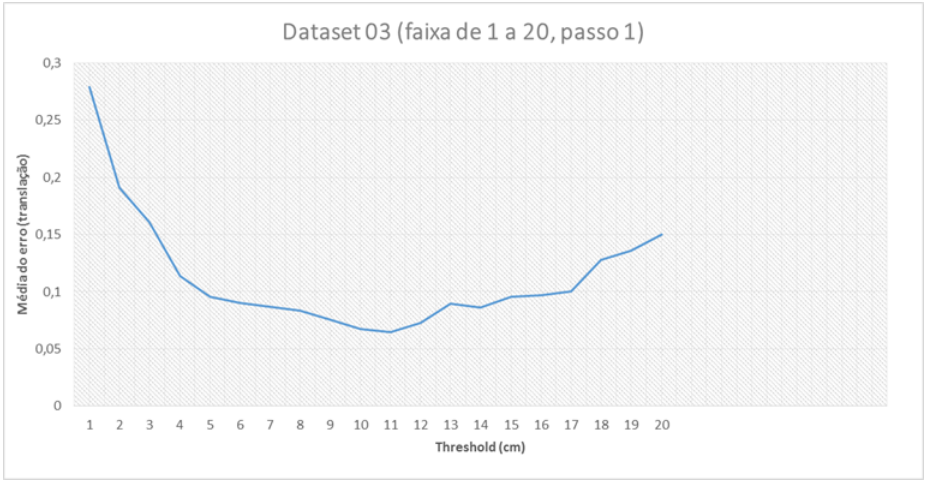 Dataset 03 (faixa de 1 a 20, passo 1)
Média do erro (translação)
0,3
0,25
0,2
0,15
0,1
0,05
0
1 2 3 4 5 6 7 8 9 10 11 12 13 14 15 16 17 18 19 20
Threshold (cm)